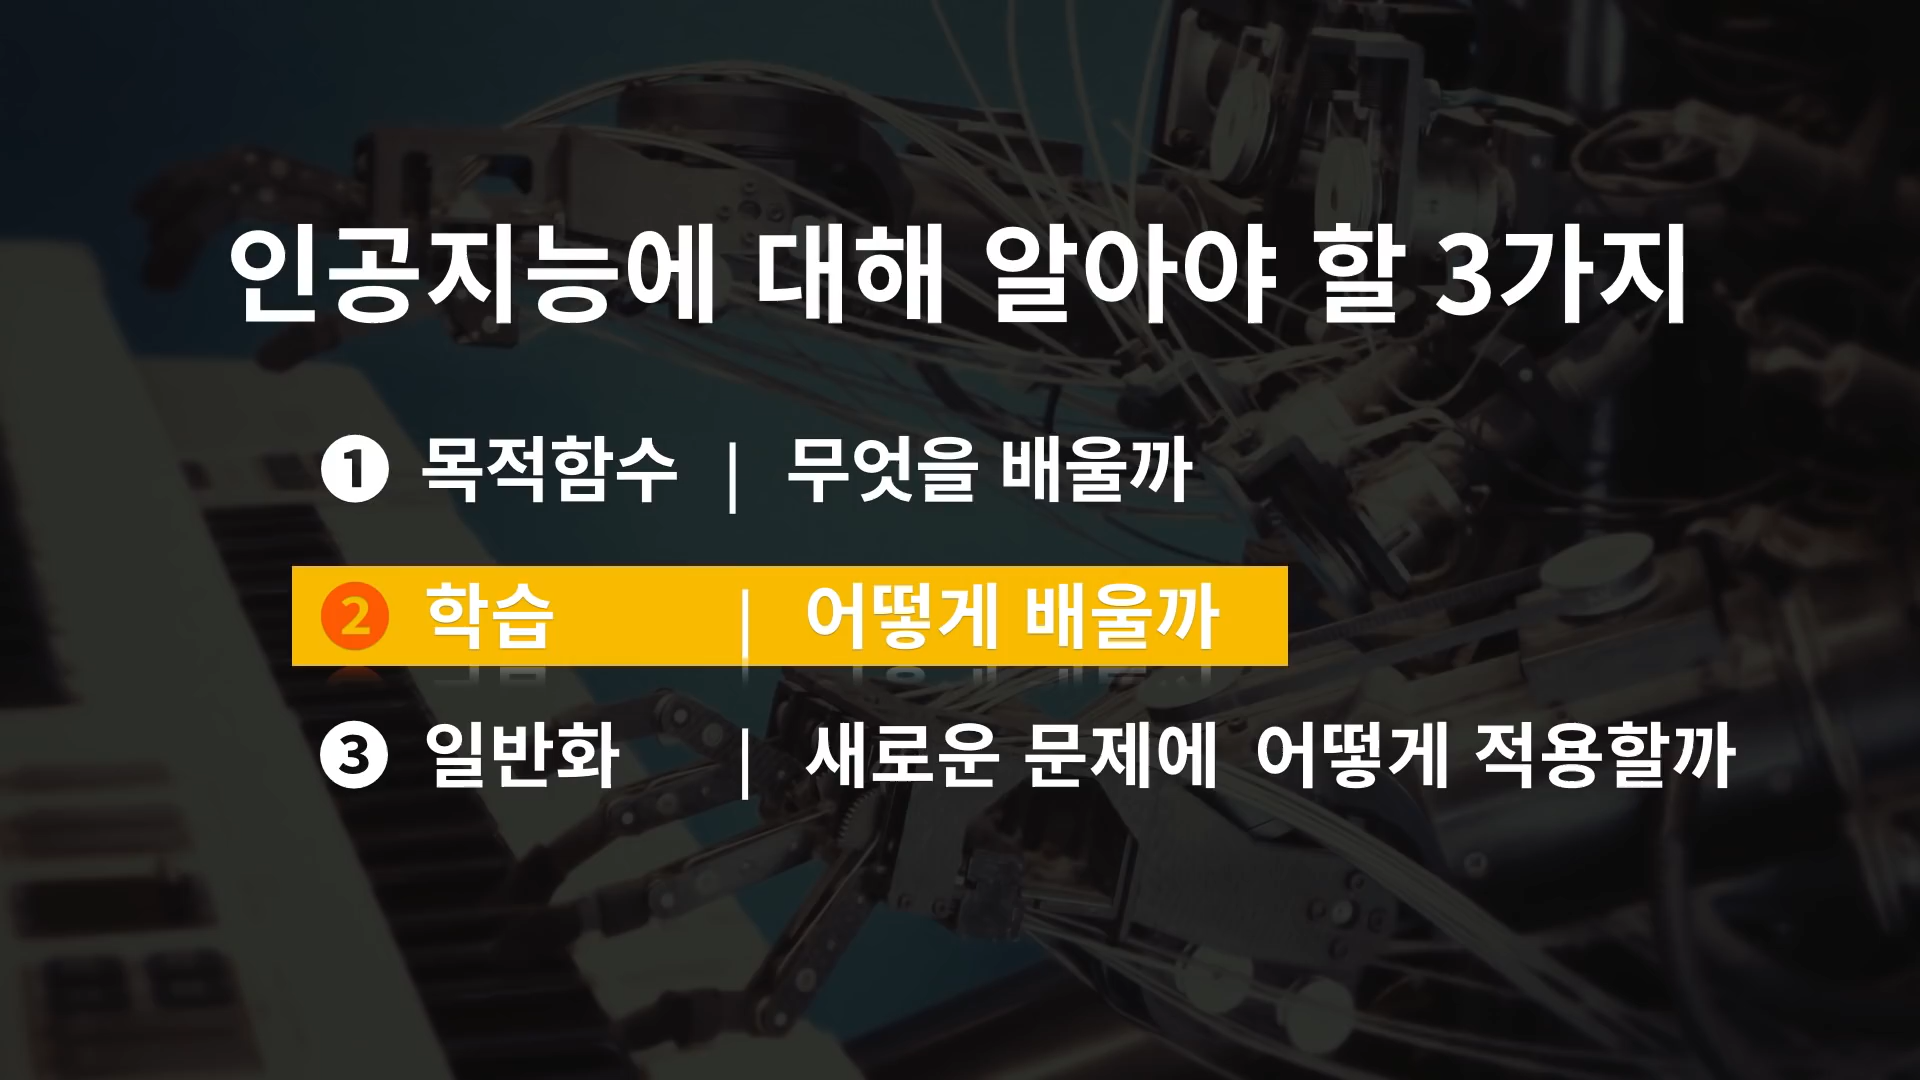 인공지능에 대해 알아야 할 3가지
❶ 목적함수 | 무엇을 배울까
❷ 학습 | 어떻게 배울까
❸ 일반화 | 새로운 문제에 어떻게 적용할까